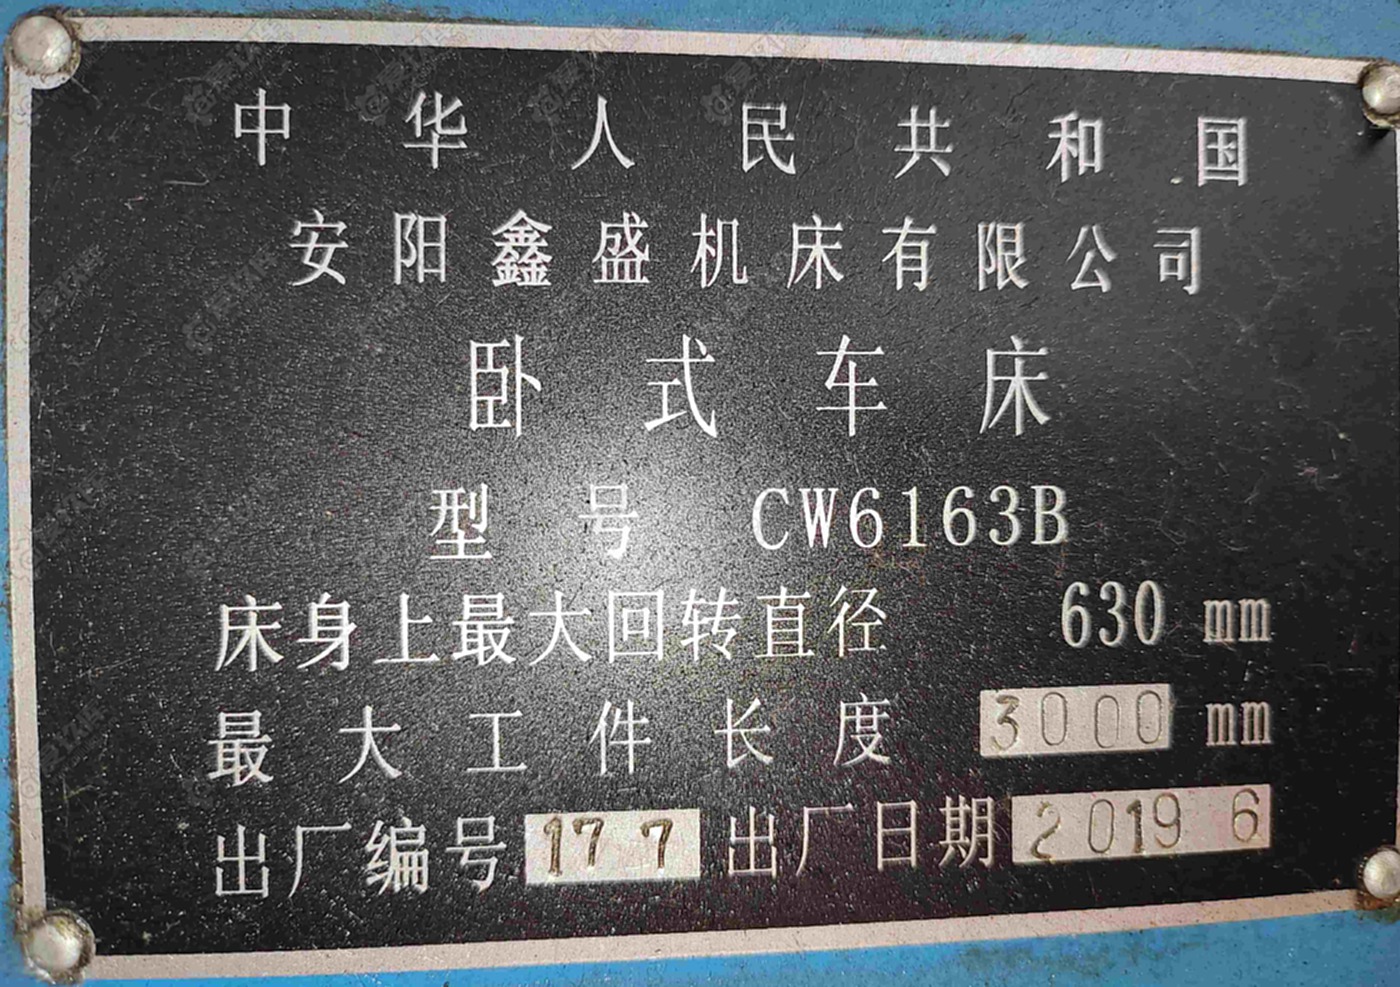 中华人民共和国
安阳鑫盛机床有限公司
卧式车床
型号 CW6163B
床身上最大回转直径 630 mm
最大工件长度 3000 mm
出厂编号 17 7 出厂日期 2019 6